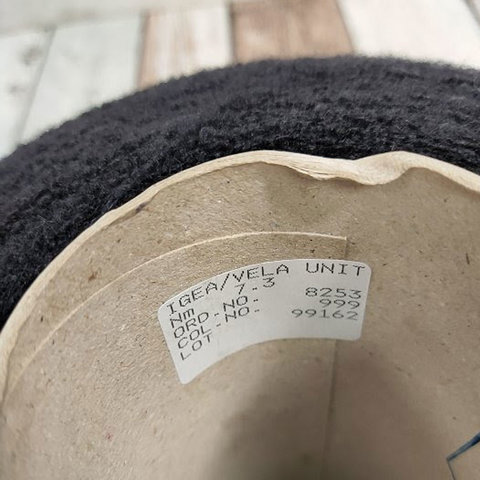 IGEA/VELA UNIT
Nm 7.3
ORD.NO. 8253
COL.NO. 999
LOT 99162